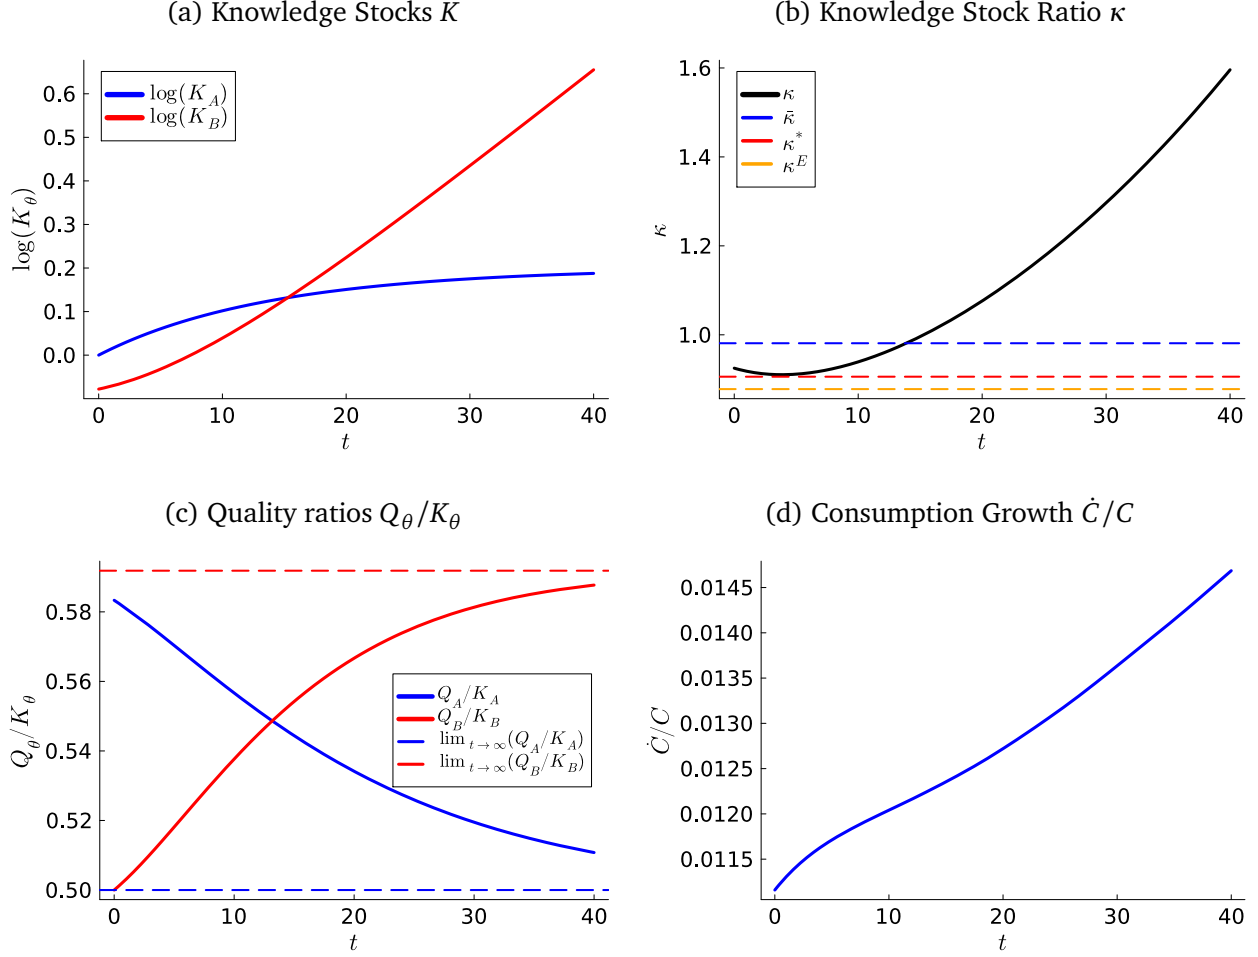 (a) Knowledge Stocks K
log(K_A)
log(K_B)
log(K_θ)
0.6
0.5
0.4
0.3
0.2
0.1
0.0
0
10
20
30
40
t
(b) Knowledge Stock Ratio κ
κ
κ̄
κ*
κ^E
κ
1.6
1.4
1.2
1.0
0
10
20
30
40
t
(c) Quality ratios Q_θ/K_θ
Q_θ/K_θ
0.58
0.56
0.54
0.52
0.50
Q_A/K_A
Q_B/K_B
lim_{t→∞}(Q_A/K_A)
lim_{t→∞}(Q_B/K_B)
0
10
20
30
40
t
(d) Consumption Growth Ċ/C
Ċ/C
0.0145
0.0140
0.0135
0.0130
0.0125
0.0120
0.0115
0
10
20
30
40
t